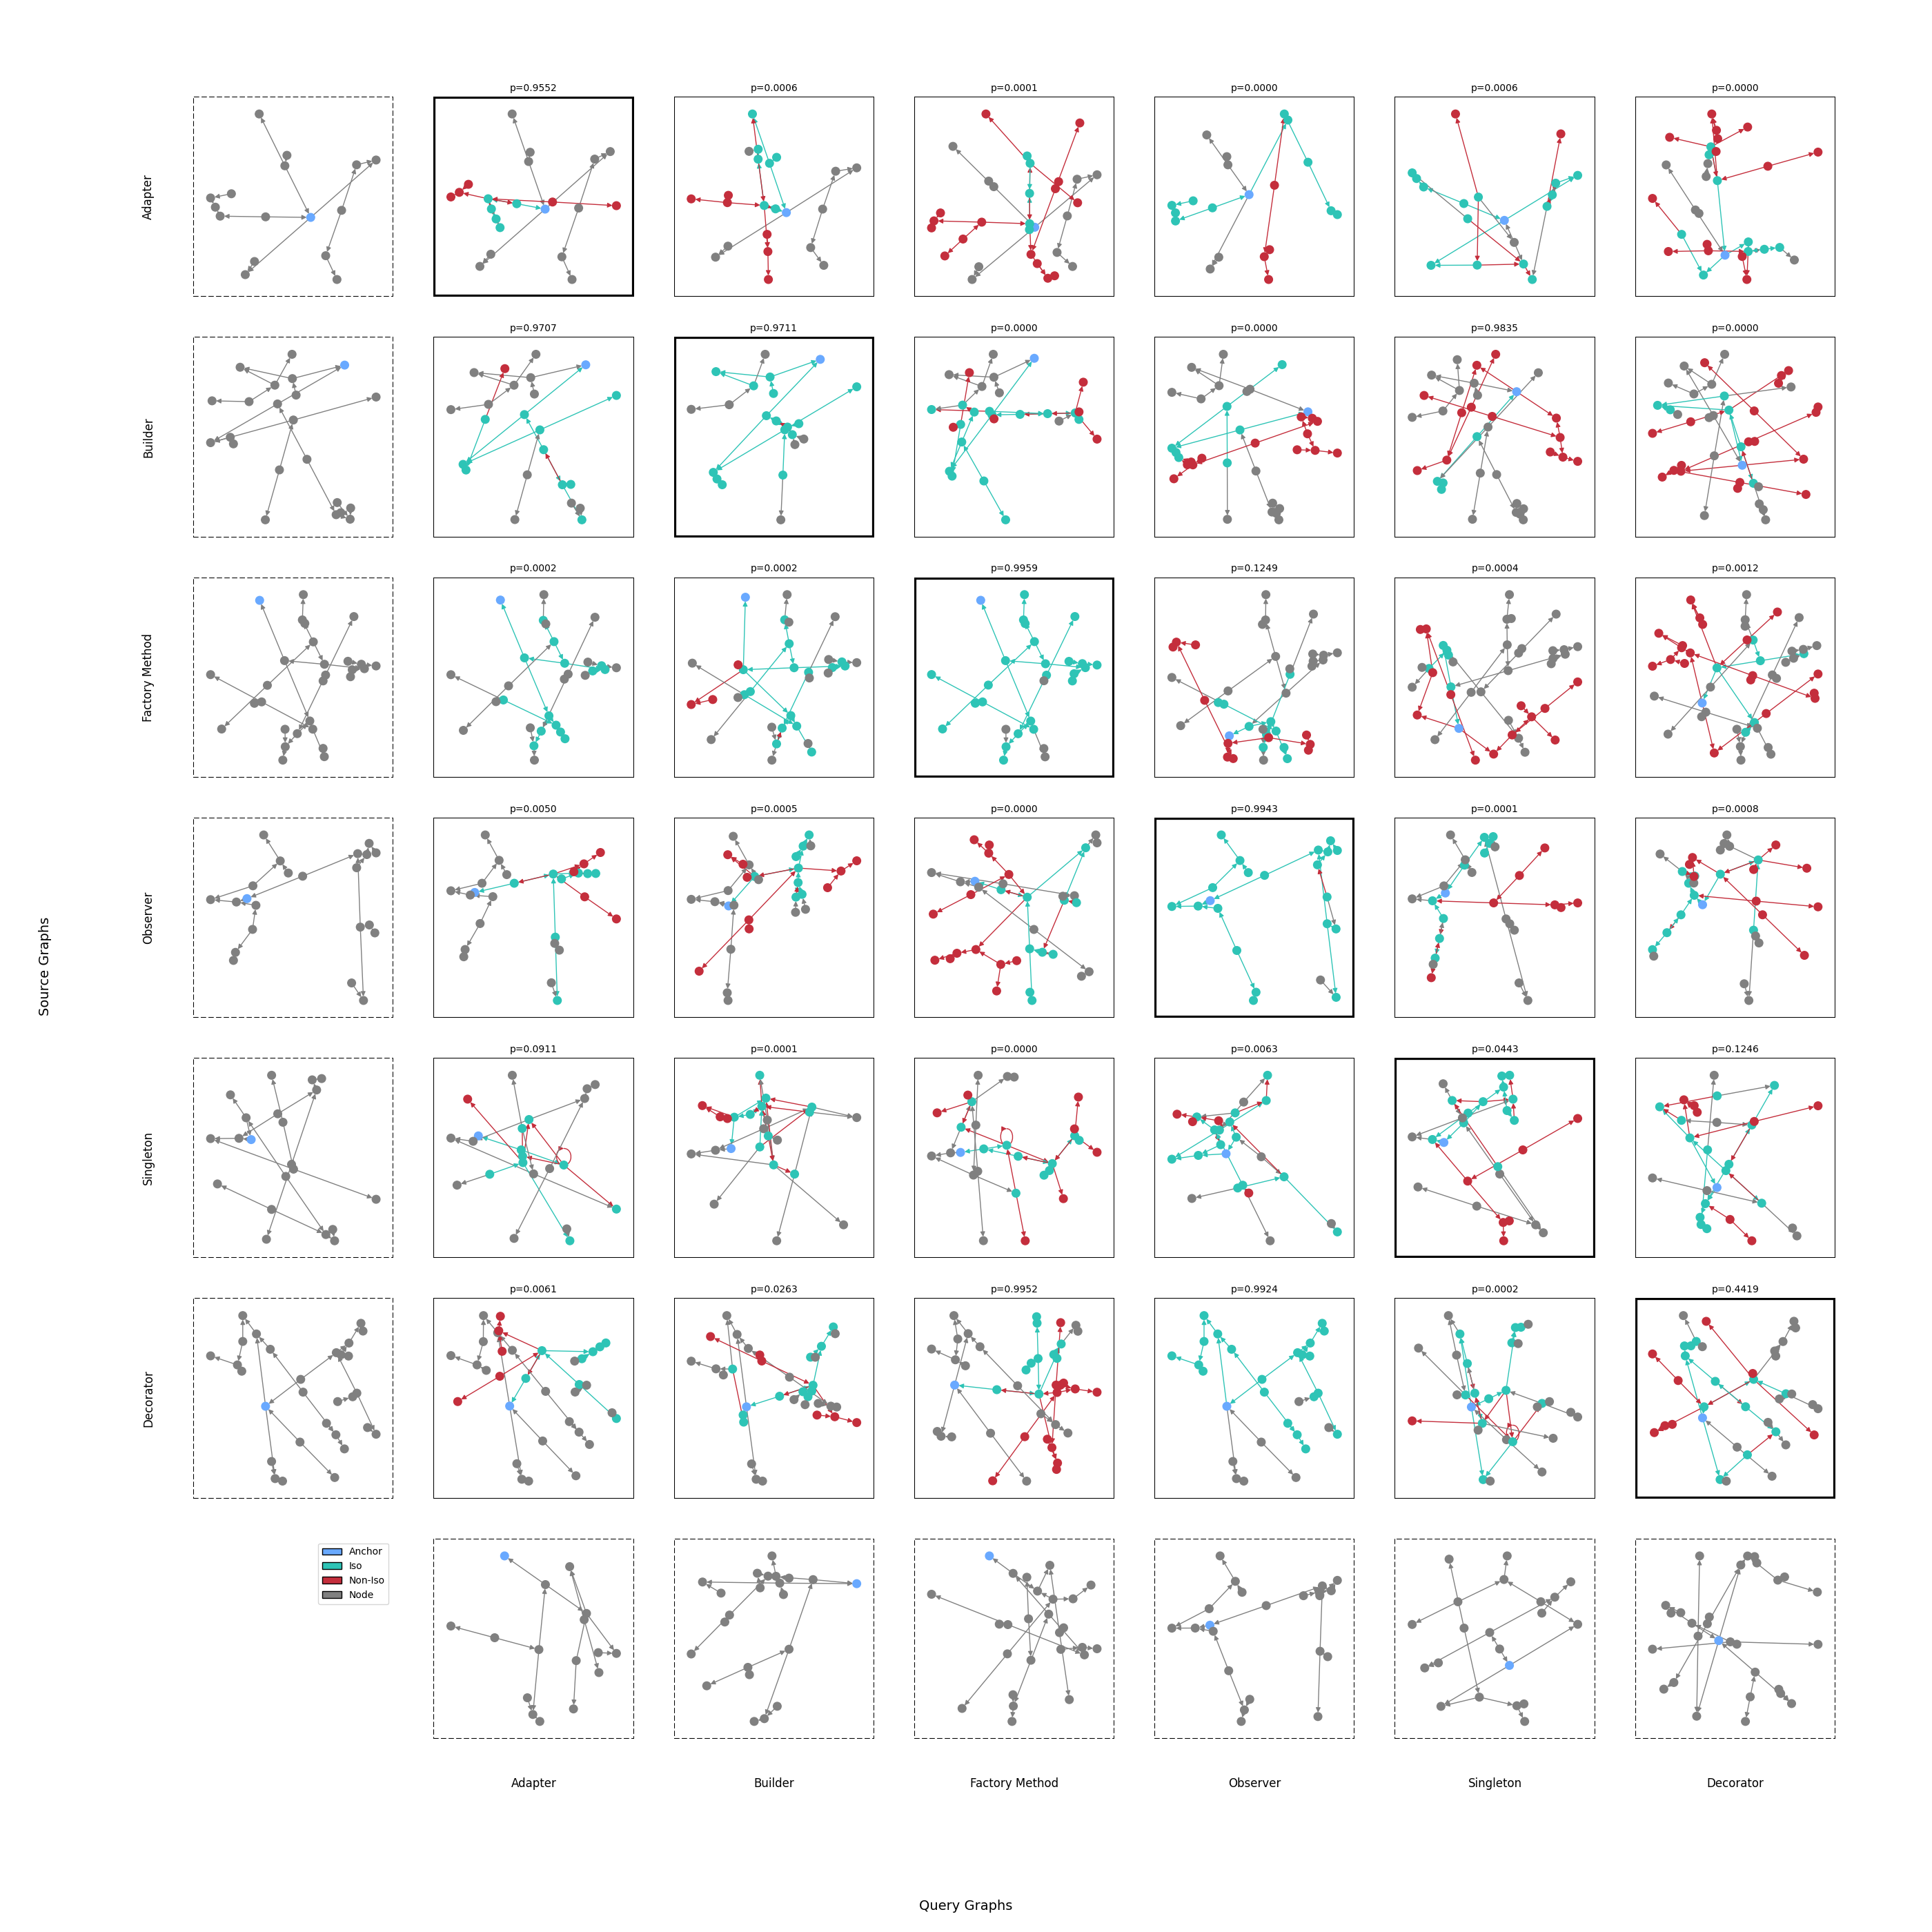 p=0.9552
p=0.0006
p=0.0001
p=0.0000
p=0.0006
p=0.0000
Adapter
p=0.9707
p=0.9711
p=0.0000
p=0.0000
p=0.9835
p=0.0000
Builder
p=0.0002
p=0.0002
p=0.9959
p=0.1249
p=0.0004
p=0.0012
Factory Method
p=0.0050
p=0.0005
p=0.0000
p=0.9943
p=0.0001
p=0.0008
Observer
Source Graphs
p=0.0911
p=0.0001
p=0.0000
p=0.0063
p=0.0443
p=0.1246
Singleton
p=0.0061
p=0.0263
p=0.9952
p=0.9924
p=0.0002
p=0.4419
Decorator
Anchor
Iso
Non-Iso
Node
Adapter
Builder
Factory Method
Observer
Singleton
Decorator
Query Graphs